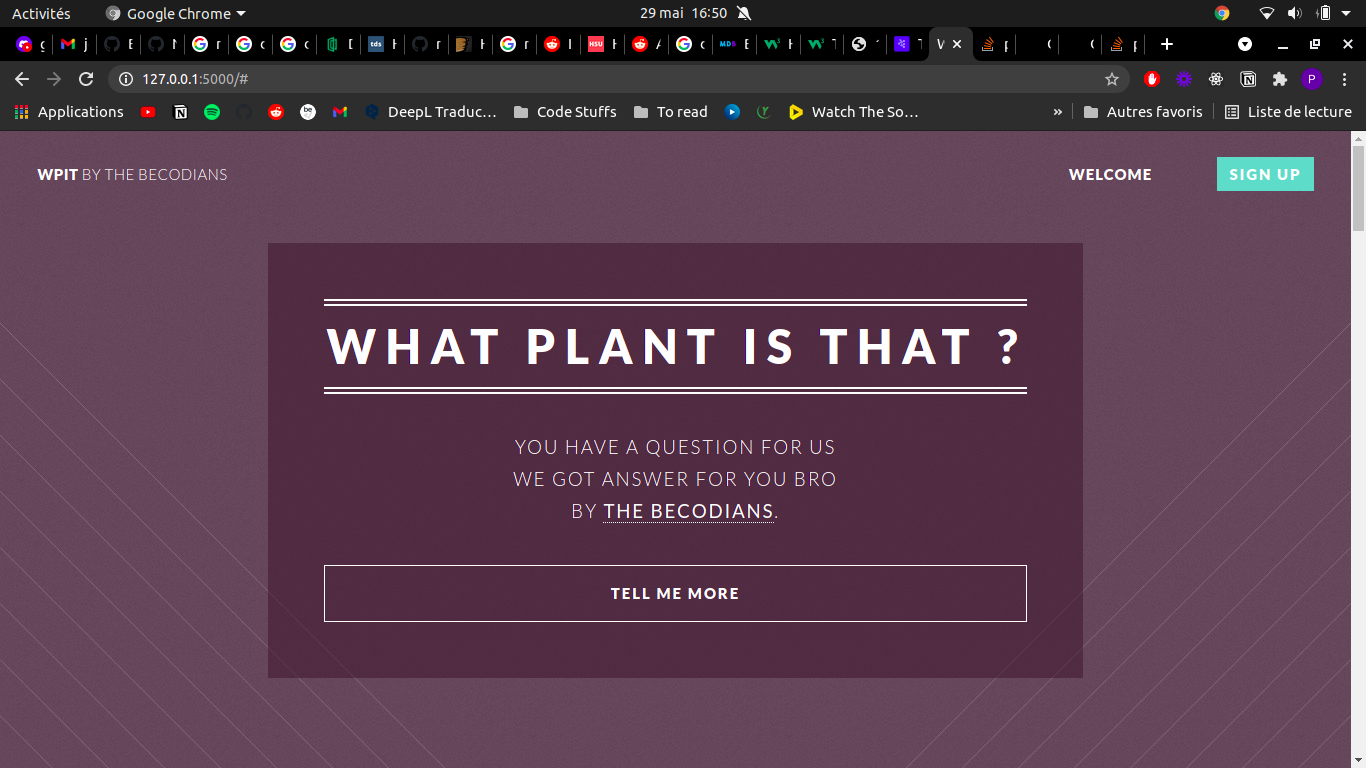 Activités
Google Chrome
29 mai 16:50
127.0.0.1:5000/#
P
Applications
DeepL Traduc…
Code Stuffs
To read
Watch The So…
»
Autres favoris
Liste de lecture
WPIT BY THE BECODIANS
WELCOME
SIGN UP
WHAT PLANT IS THAT ?
YOU HAVE A QUESTION FOR US
WE GOT ANSWER FOR YOU BRO
BY THE BECODIANS.
TELL ME MORE